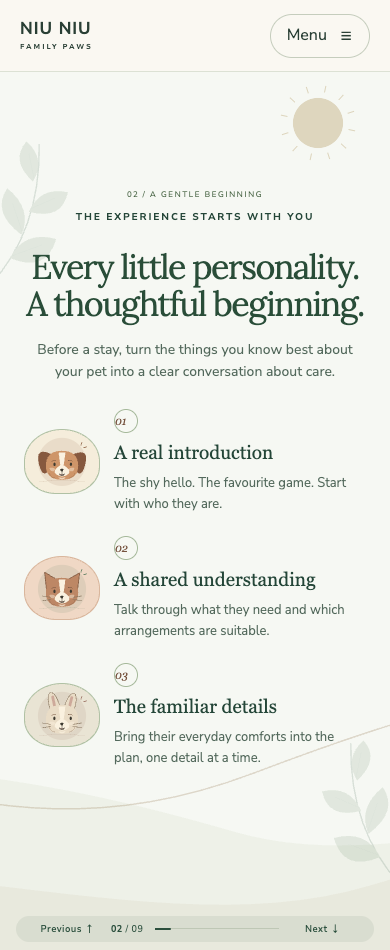 NIU NIU
FAMILY PAWS
Menu
02 / A GENTLE BEGINNING
THE EXPERIENCE STARTS WITH YOU
Every little personality.
A thoughtful beginning.
Before a stay, turn the things you know best about
your pet into a clear conversation about care.
01
A real introduction
The shy hello. The favourite game. Start
with who they are.
02
A shared understanding
Talk through what they need and which
arrangements are suitable.
03
The familiar details
Bring their everyday comforts into the
plan, one detail at a time.
Previous ↑ 02 / 09 Next ↓